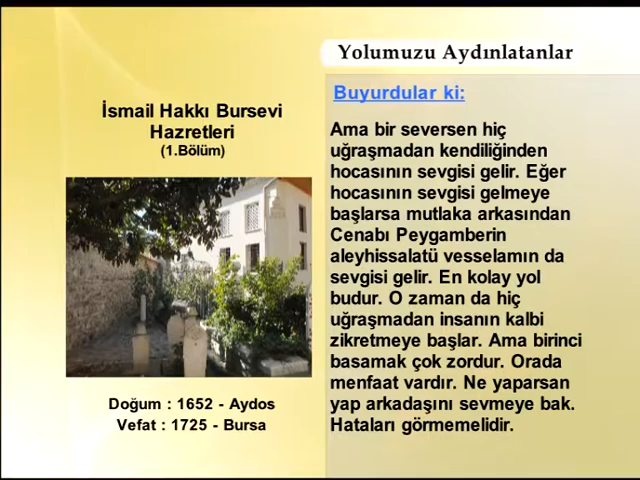 Yolumuzu Aydınlatanlar
İsmail Hakkı Bursevi
Hazretleri
(1.Bölüm)
Doğum : 1652 - Aydos
Vefat : 1725 - Bursa
Buyurdular ki:
Ama bir seversen hiç
uğraşmadan kendiliğinden
hocasının sevgisi gelir. Eğer
hocasının sevgisi gelmeye
başlarsa mutlaka arkasından
Cenabı Peygamberin
aleyhissalatü vesselamın da
sevgisi gelir. En kolay yol
budur. O zaman da hiç
uğraşmadan insanın kalbi
zikretmeye başlar. Ama birinci
basamak çok zordur. Orada
menfaat vardır. Ne yaparsan
yap arkadaşını sevmeye bak.
Hataları görmemelidir.